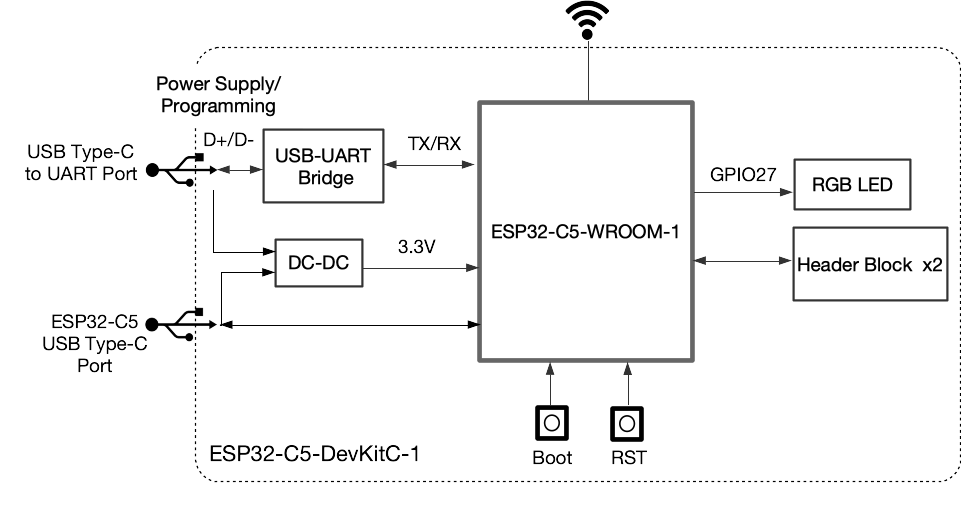 Power Supply/
Programming
USB Type-C
to UART Port
D+/D-
USB-UART
Bridge
TX/RX
ESP32-C5-WROOM-1
GPIO27
RGB LED
Header Block x2
DC-DC
3.3V
ESP32-C5
USB Type-C
Port
Boot
RST
ESP32-C5-DevKitC-1